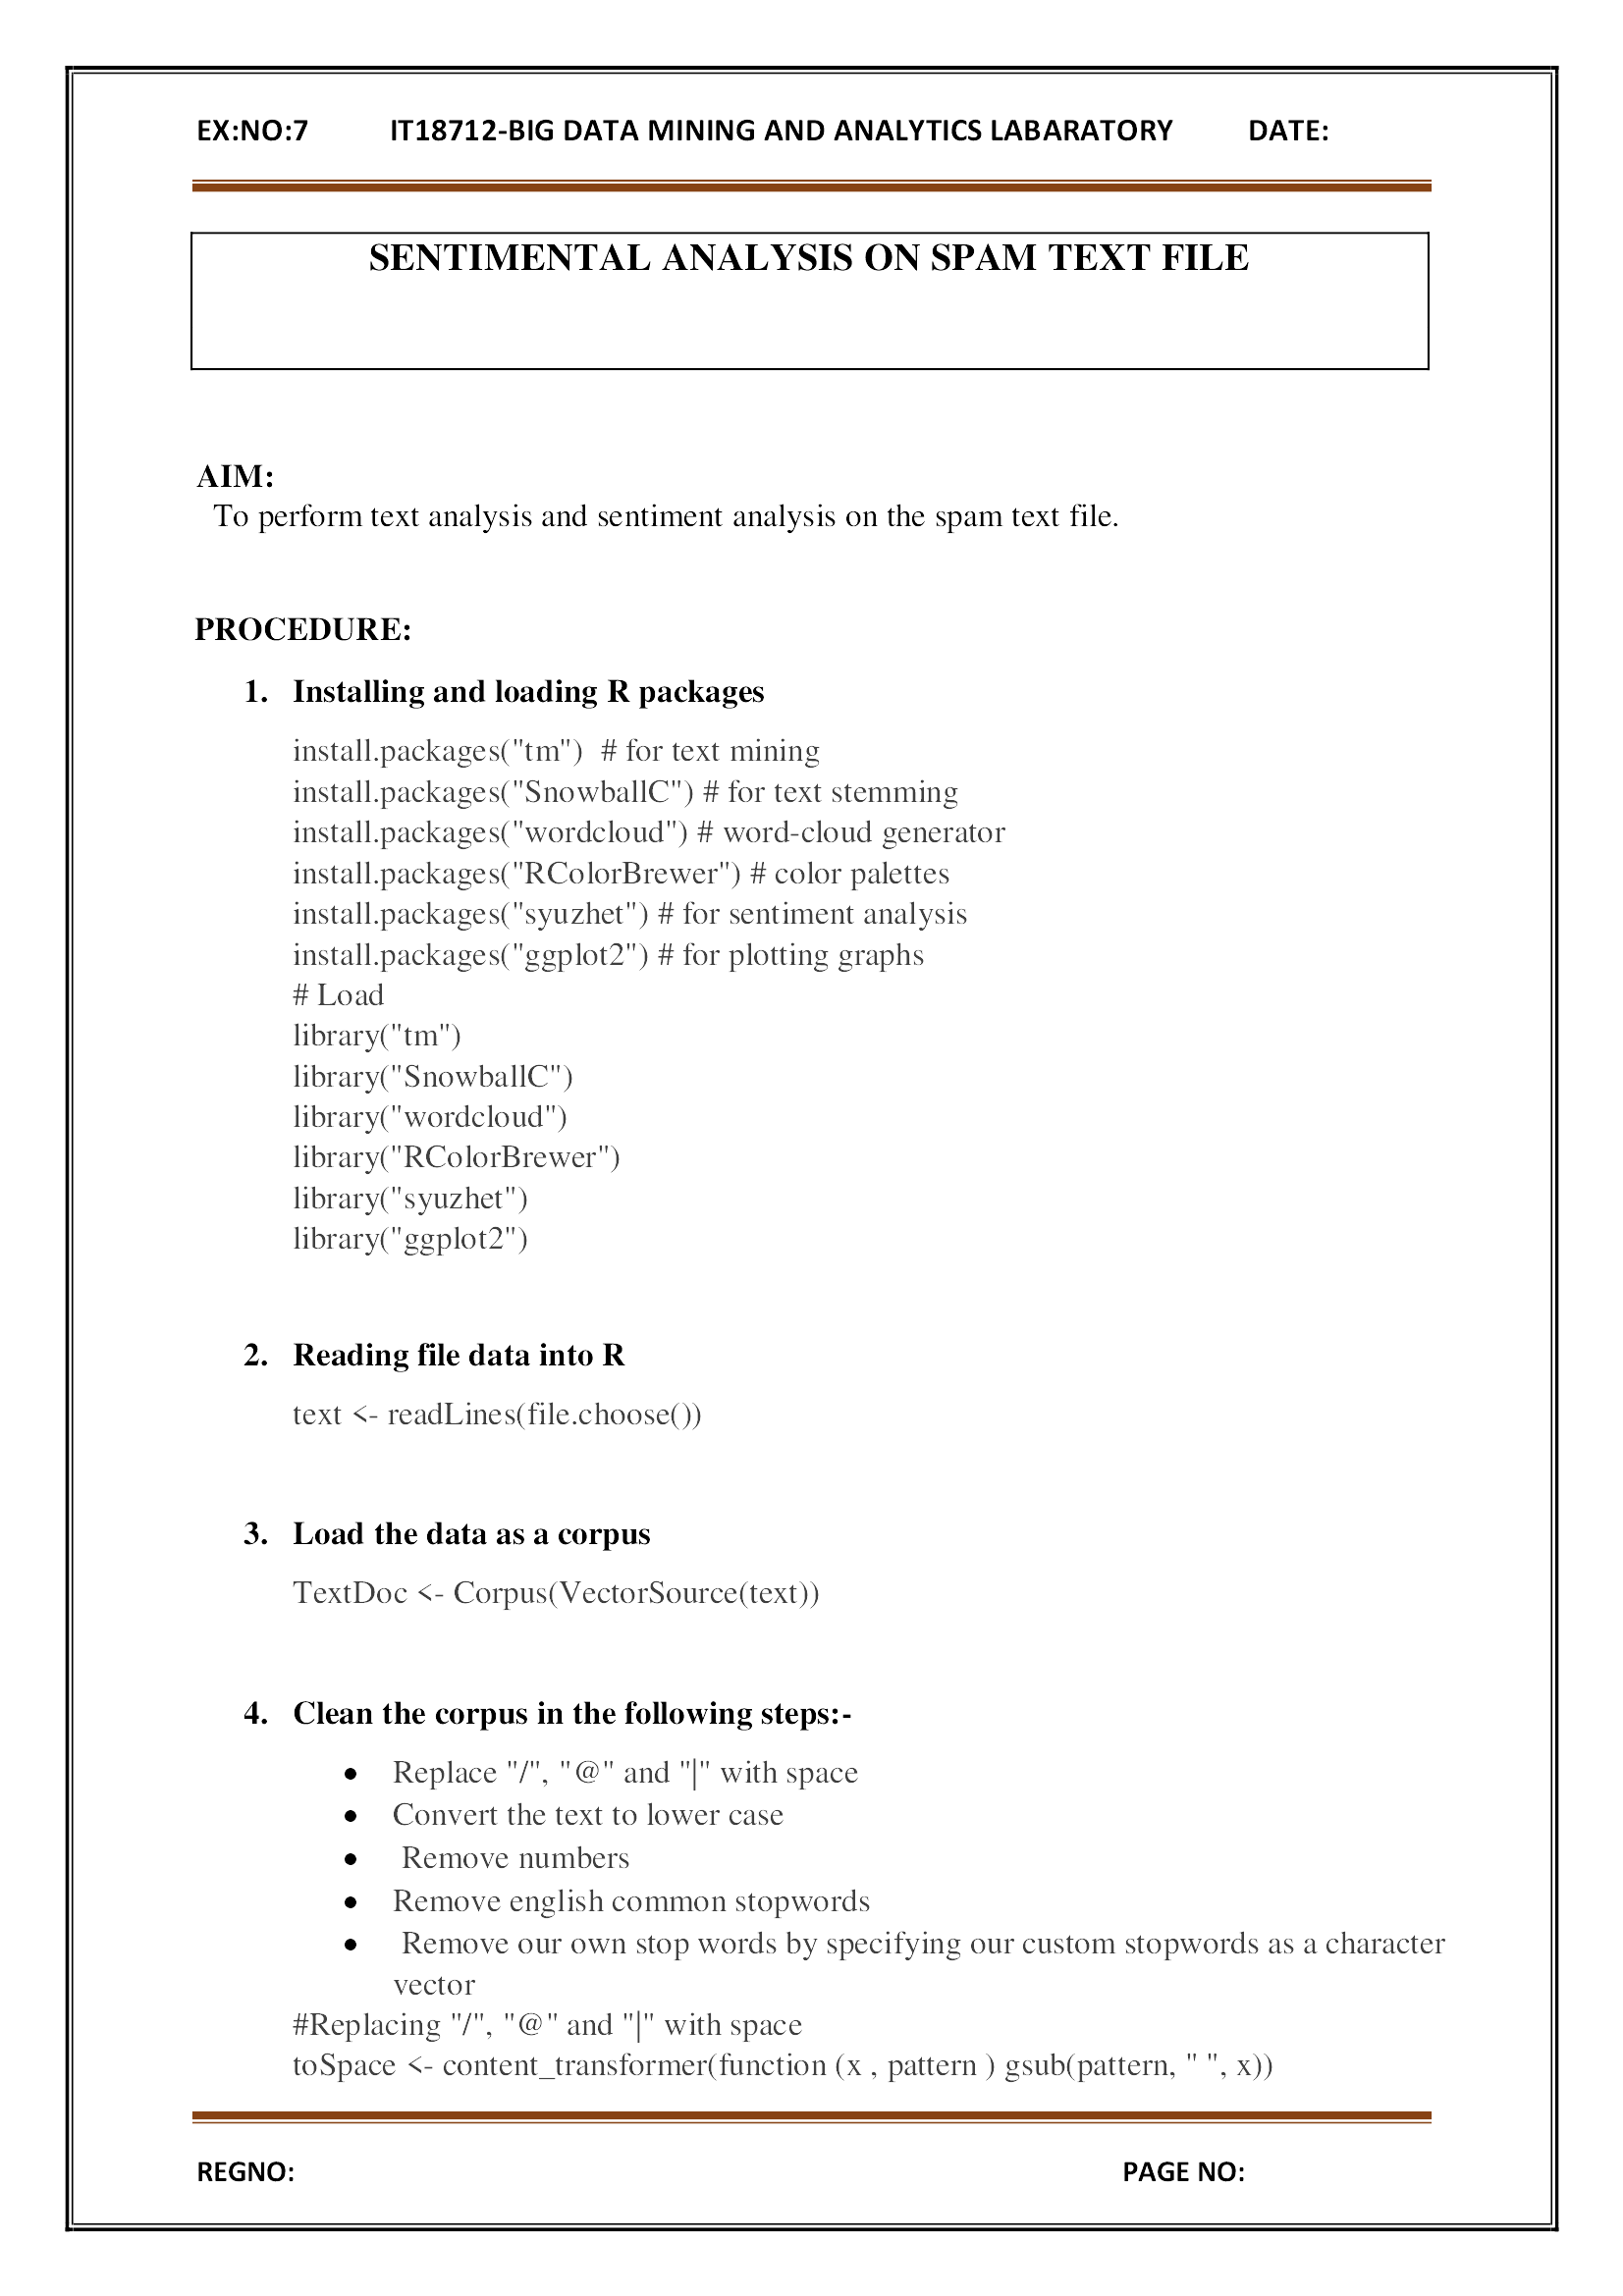 EX:NO:7 IT18712-BIG DATA MINING AND ANALYTICS LABARATORY DATE:
SENTIMENTAL ANALYSIS ON SPAM TEXT FILE
AIM:
To perform text analysis and sentiment analysis on the spam text file.
PROCEDURE:
1. Installing and loading R packages
install.packages("tm")  # for text mining
install.packages("SnowballC") # for text stemming
install.packages("wordcloud") # word-cloud generator
install.packages("RColorBrewer") # color palettes
install.packages("syuzhet") # for sentiment analysis
install.packages("ggplot2") # for plotting graphs
# Load
library("tm")
library("SnowballC")
library("wordcloud")
library("RColorBrewer")
library("syuzhet")
library("ggplot2")
2. Reading file data into R
text <- readLines(file.choose())
3. Load the data as a corpus
TextDoc <- Corpus(VectorSource(text))
4. Clean the corpus in the following steps:-
• Replace "/", "@" and "|" with space
• Convert the text to lower case
• Remove numbers
• Remove english common stopwords
• Remove our own stop words by specifying our custom stopwords as a character
vector
#Replacing "/", "@" and "|" with space
toSpace <- content_transformer(function (x , pattern ) gsub(pattern, " ", x))
REGNO: PAGE NO: